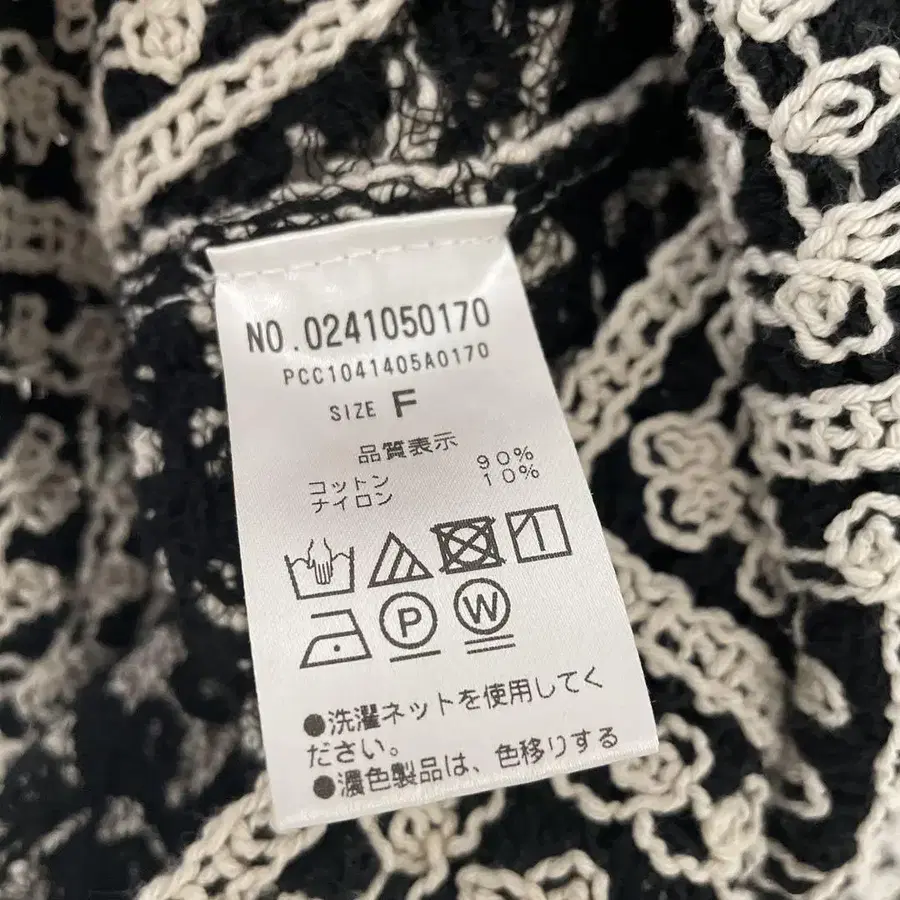 NO.0241050170
PCC1041405A0170
SIZE F
品質表示
コットン 90%
ナイロン 10%
P W
●洗濯ネットを使用してく
ださい。
●濃色製品は、色移りする